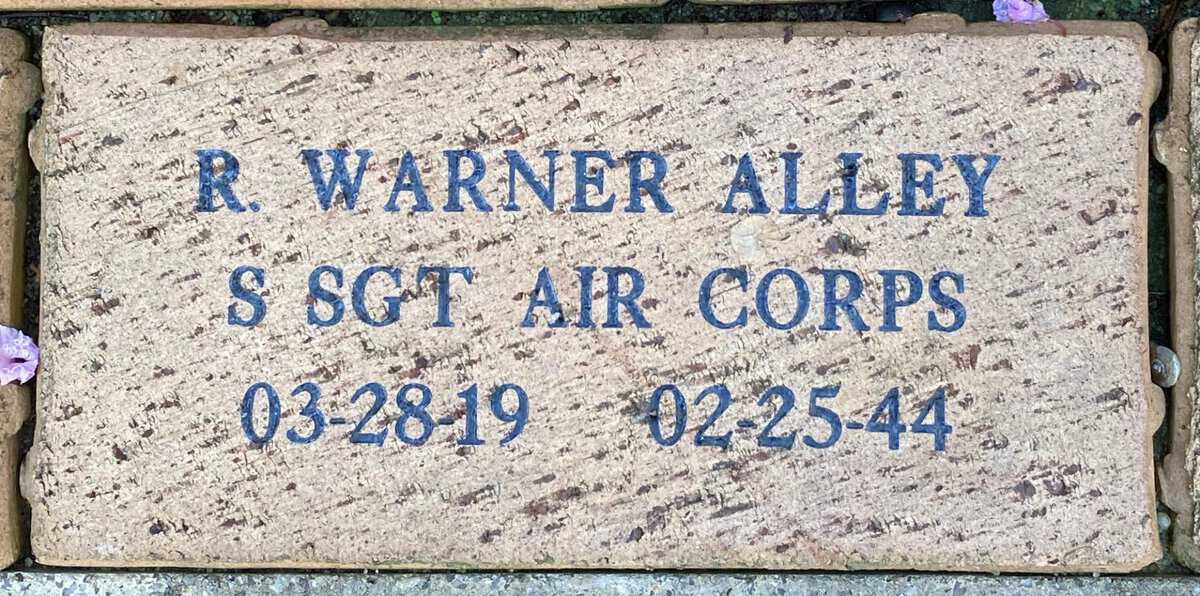 R. WARNER ALLEY
S SGT AIR CORPS
03-28-19 02-25-44